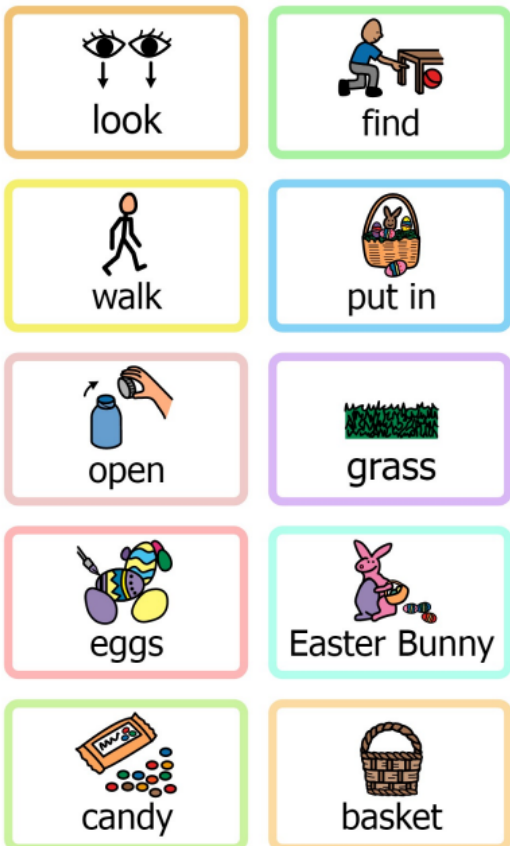 look
find
walk
put in
open
grass
eggs
Easter Bunny
candy
basket